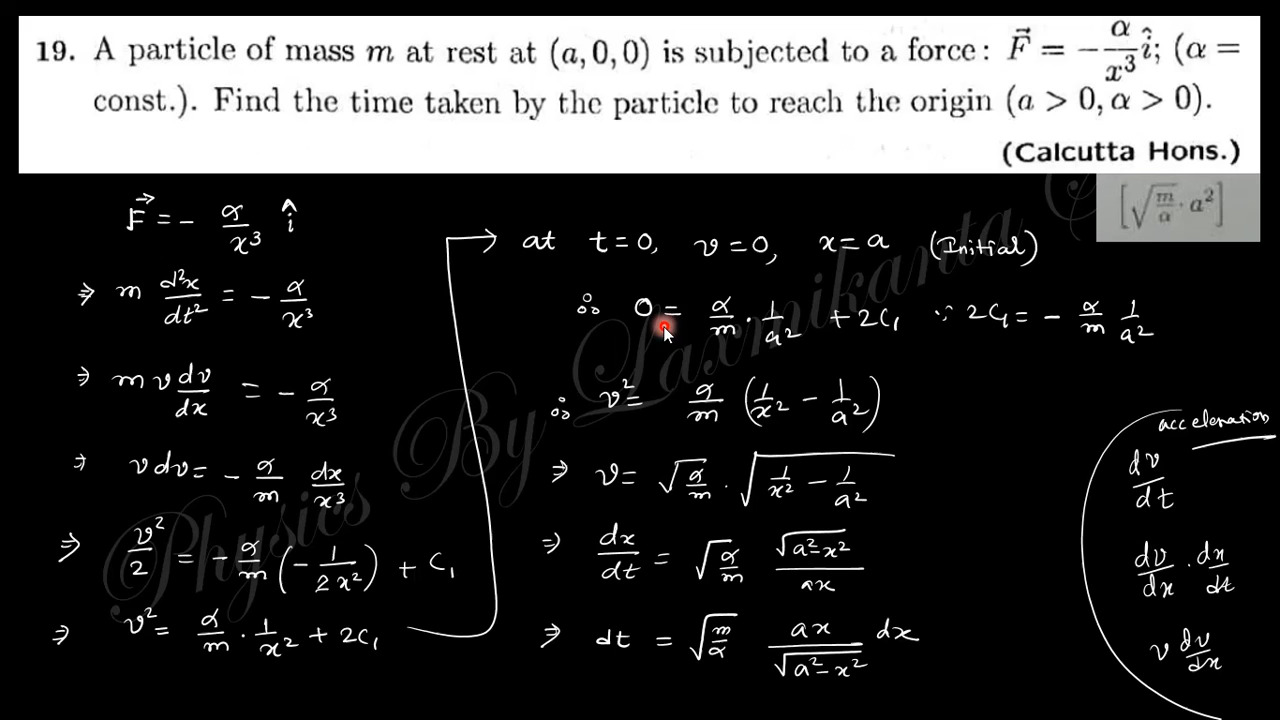 19. A particle of mass m at rest at (a, 0, 0) is subjected to a force : F⃗ = −α/x³ î; (α =
const.). Find the time taken by the particle to reach the origin (a > 0, α > 0).
(Calcutta Hons.)
[√(m/α) · a²]
F⃗ = − α/x³ î
⇒ m d²x/dt² = − α/x³
⇒ m v dv/dx = − α/x³
⇒ v dv = − α/m dx/x³
⇒ v²/2 = − α/m (− 1/2x²) + C₁
⇒ v² = α/m · 1/x² + 2C₁
→ at t = 0, v = 0, x = a (Initial)
∴ 0 = α/m · 1/a² + 2C₁ ∵ 2C₁ = − α/m 1/a²
∴ v² = α/m (1/x² − 1/a²)
⇒ v = √(α/m) · √(1/x² − 1/a²)
⇒ dx/dt = √(α/m) √(a²−x²)/ax
⇒ dt = √(m/α) ax/√(a²−x²) dx
acceleration
dv/dt
dv/dx · dx/dt
v dv/dx
Physics By Laxmikanta